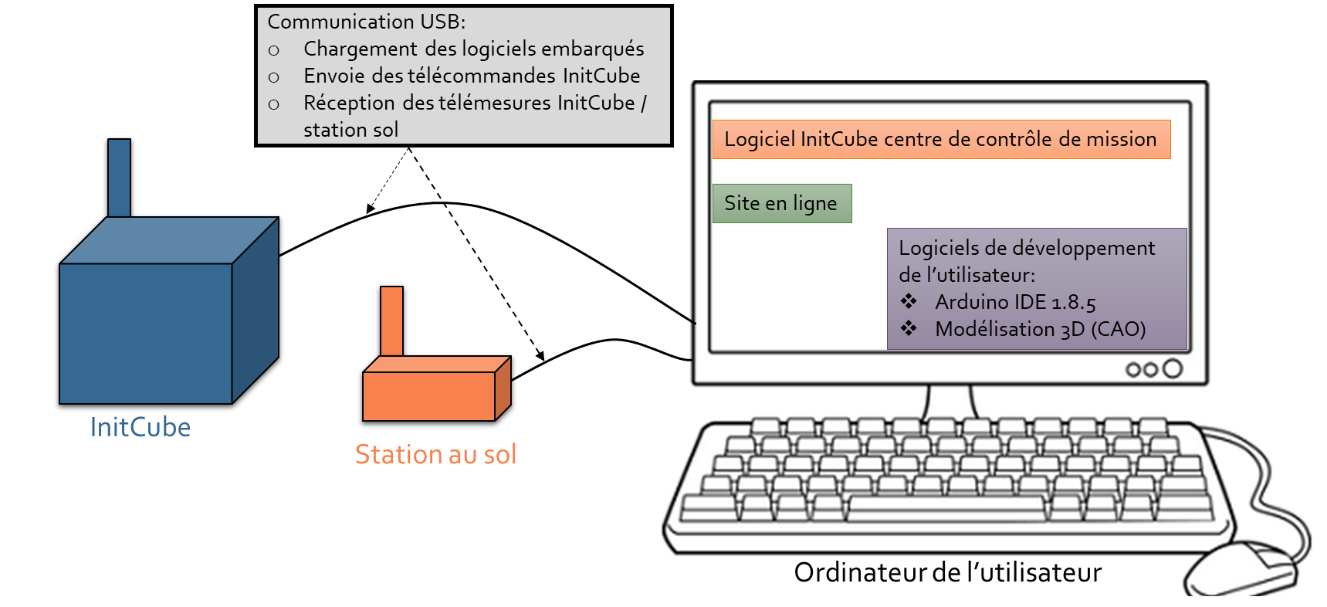 Communication USB:
o Chargement des logiciels embarqués
o Envoie des télécommandes InitCube
o Réception des télémesures InitCube /
station sol
Logiciel InitCube centre de contrôle de mission
Site en ligne
Logiciels de développement
de l'utilisateur:
❖ Arduino IDE 1.8.5
❖ Modélisation 3D (CAO)
InitCube
Station au sol
Ordinateur de l'utilisateur